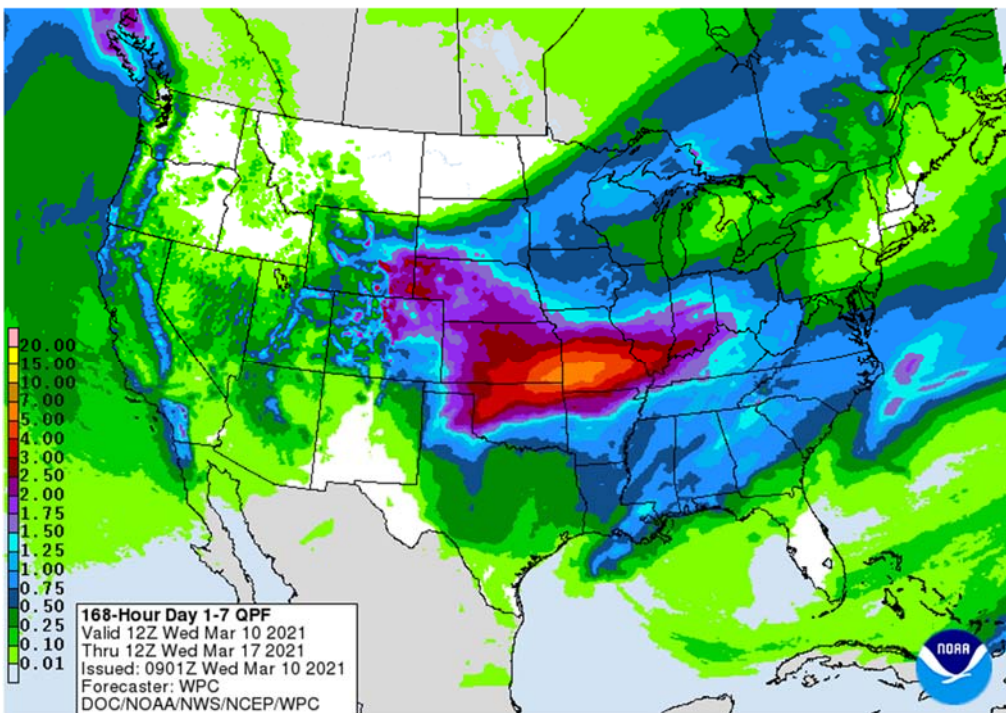 20.00
15.00
10.00
7.00
5.00
4.00
3.00
2.50
2.00
1.75
1.50
1.25
1.00
0.75
0.50
0.25
0.10
0.01
168-Hour Day 1-7 QPF
Valid 12Z Wed Mar 10 2021
Thru 12Z Wed Mar 17 2021
Issued: 0901Z Wed Mar 10 2021
Forecaster: WPC
DOC/NOAA/NWS/NCEP/WPC
NOAA